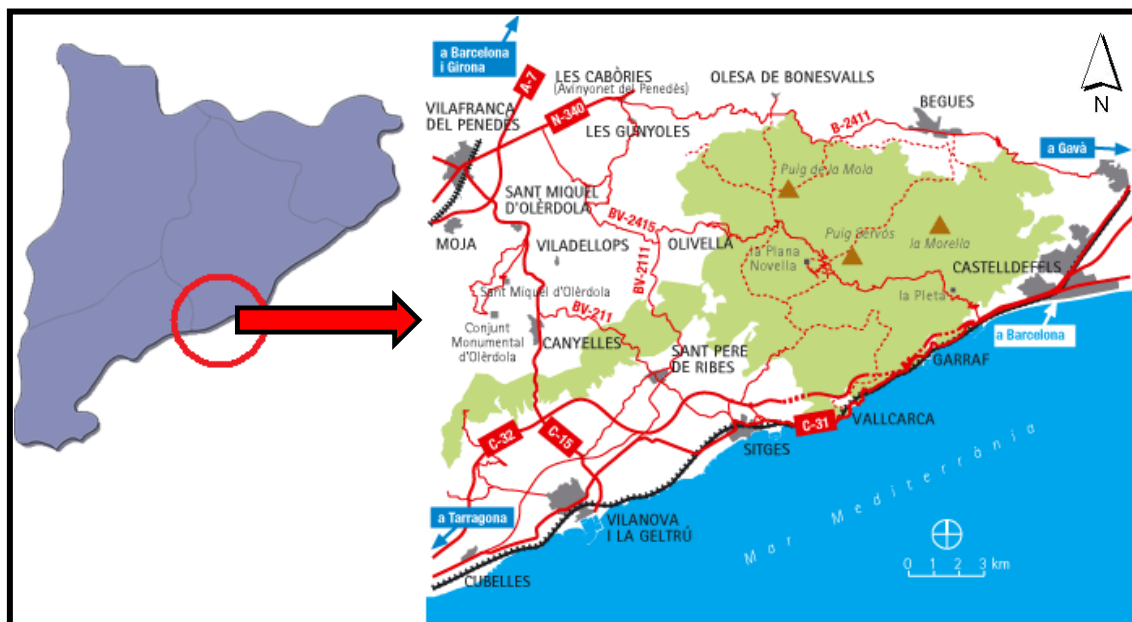 a Barcelona
i Girona
A-7
LES CABÒRIES
(Avinyonet del Penedès)
OLESA DE BONESVALLS
N
VILAFRANCA
DEL PENEDÈS
N-340
LES GUNYOLES
BEGUES
B-2411
a Gavà
Puig de la Mola
SANT MIQUEL
D'OLÈRDOLA
BV-2415
MOJA
VILADELLOPS
OLIVELLA
Puig Servós
la Morella
la Plana
Novella
BV-2111
CASTELLDEFELS
Sant Miquel d'Olèrdola
la Pleta
BV-211
Conjunt
Monumental
d'Olèrdola
CANYELLES
a Barcelona
SANT PERE
DE RIBES
GARRAF
VALLCARCA
C-31
C-32
C-15
SITGES
Mar Mediterrània
a Tarragona
VILANOVA
I LA GELTRÚ
CUBELLES
0 1 2 3 km